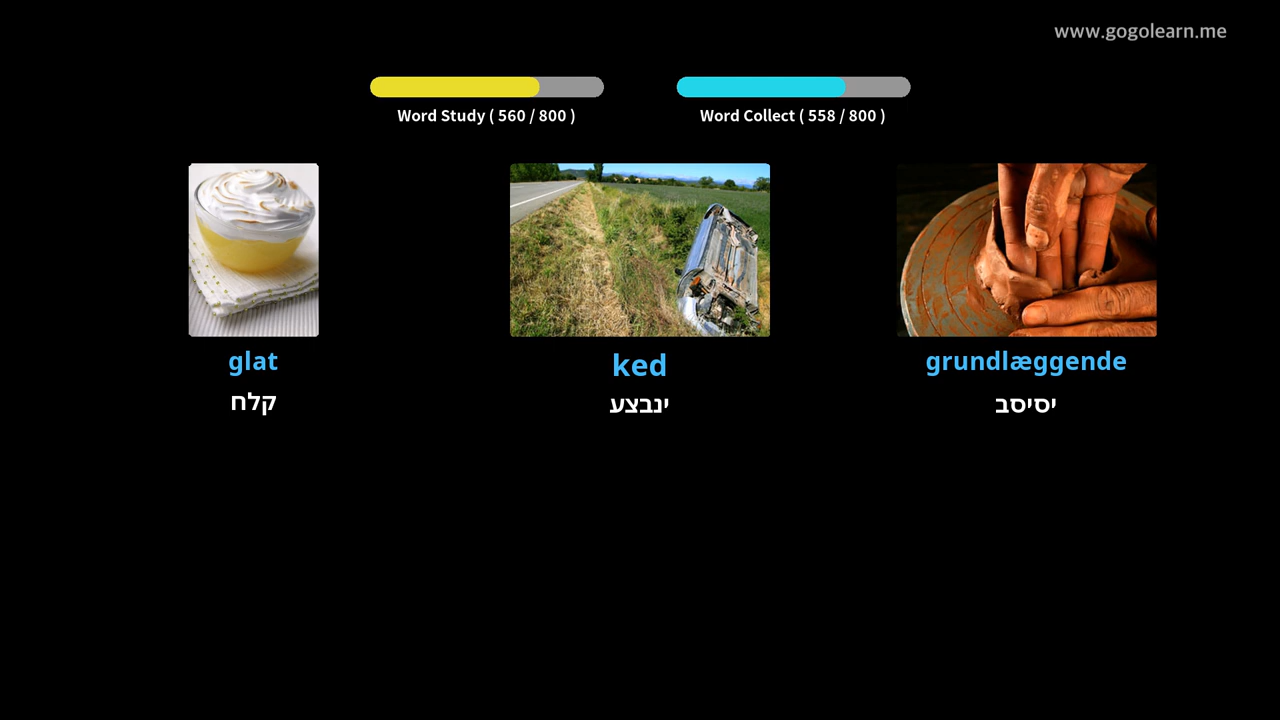 www.gogolearn.me
Word Study ( 560 / 800 )
Word Collect ( 558 / 800 )
glat
קלח
ked
ינבצע
grundlæggende
יסיסב